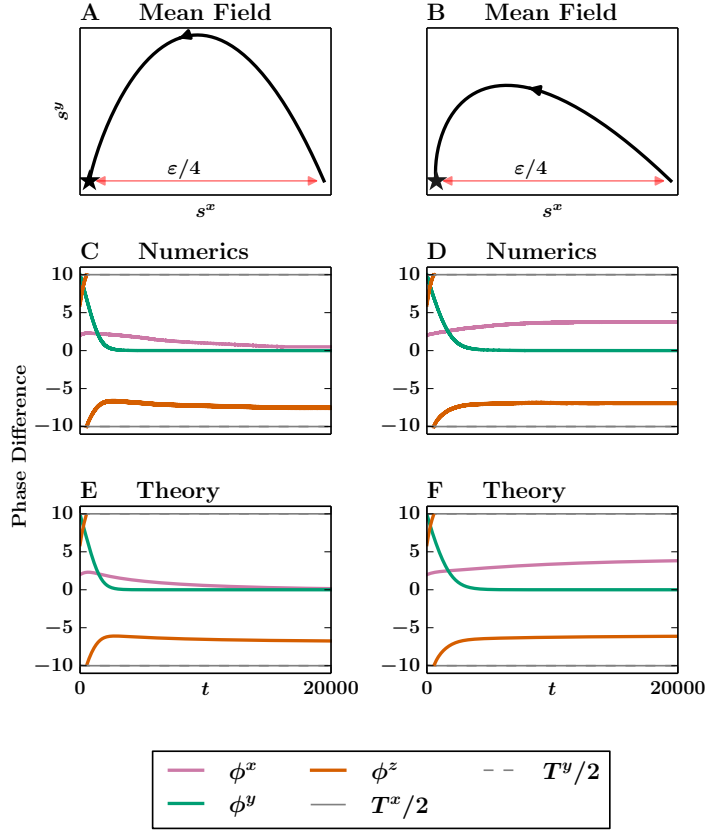 A Mean Field
B Mean Field
s^y
ε/4
ε/4
s^x
s^x
C Numerics
D Numerics
10
5
0
−5
−10
10
5
0
−5
−10
Phase Difference
E Theory
F Theory
10
5
0
−5
−10
10
5
0
−5
−10
0 t 20000
0 t 20000
ϕ^x ϕ^z T^y/2
ϕ^y T^x/2